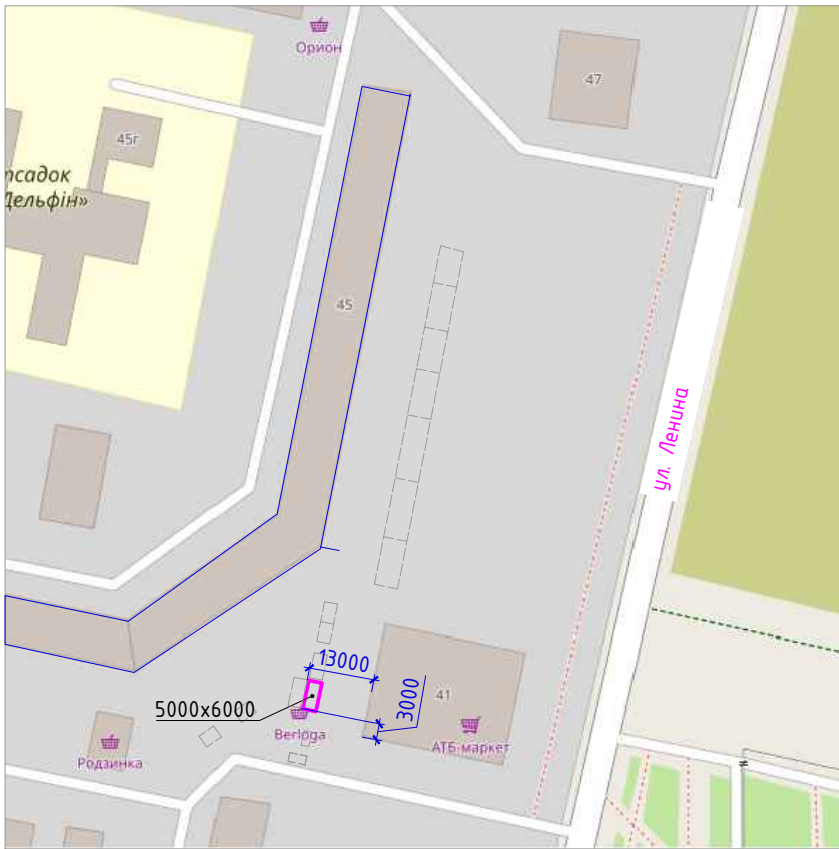 Орион
47
45г
тсадок
Дельфін»
45
ул. Ленина
13000
3000
41
5000x6000
Berloga
АТБ-маркет
Родзинка